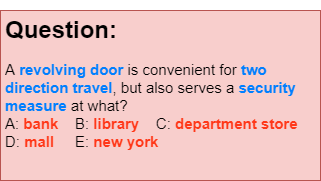 Question:
A revolving door is convenient for two
direction travel, but also serves a security
measure at what?
A: bank B: library C: department store
D: mall E: new york